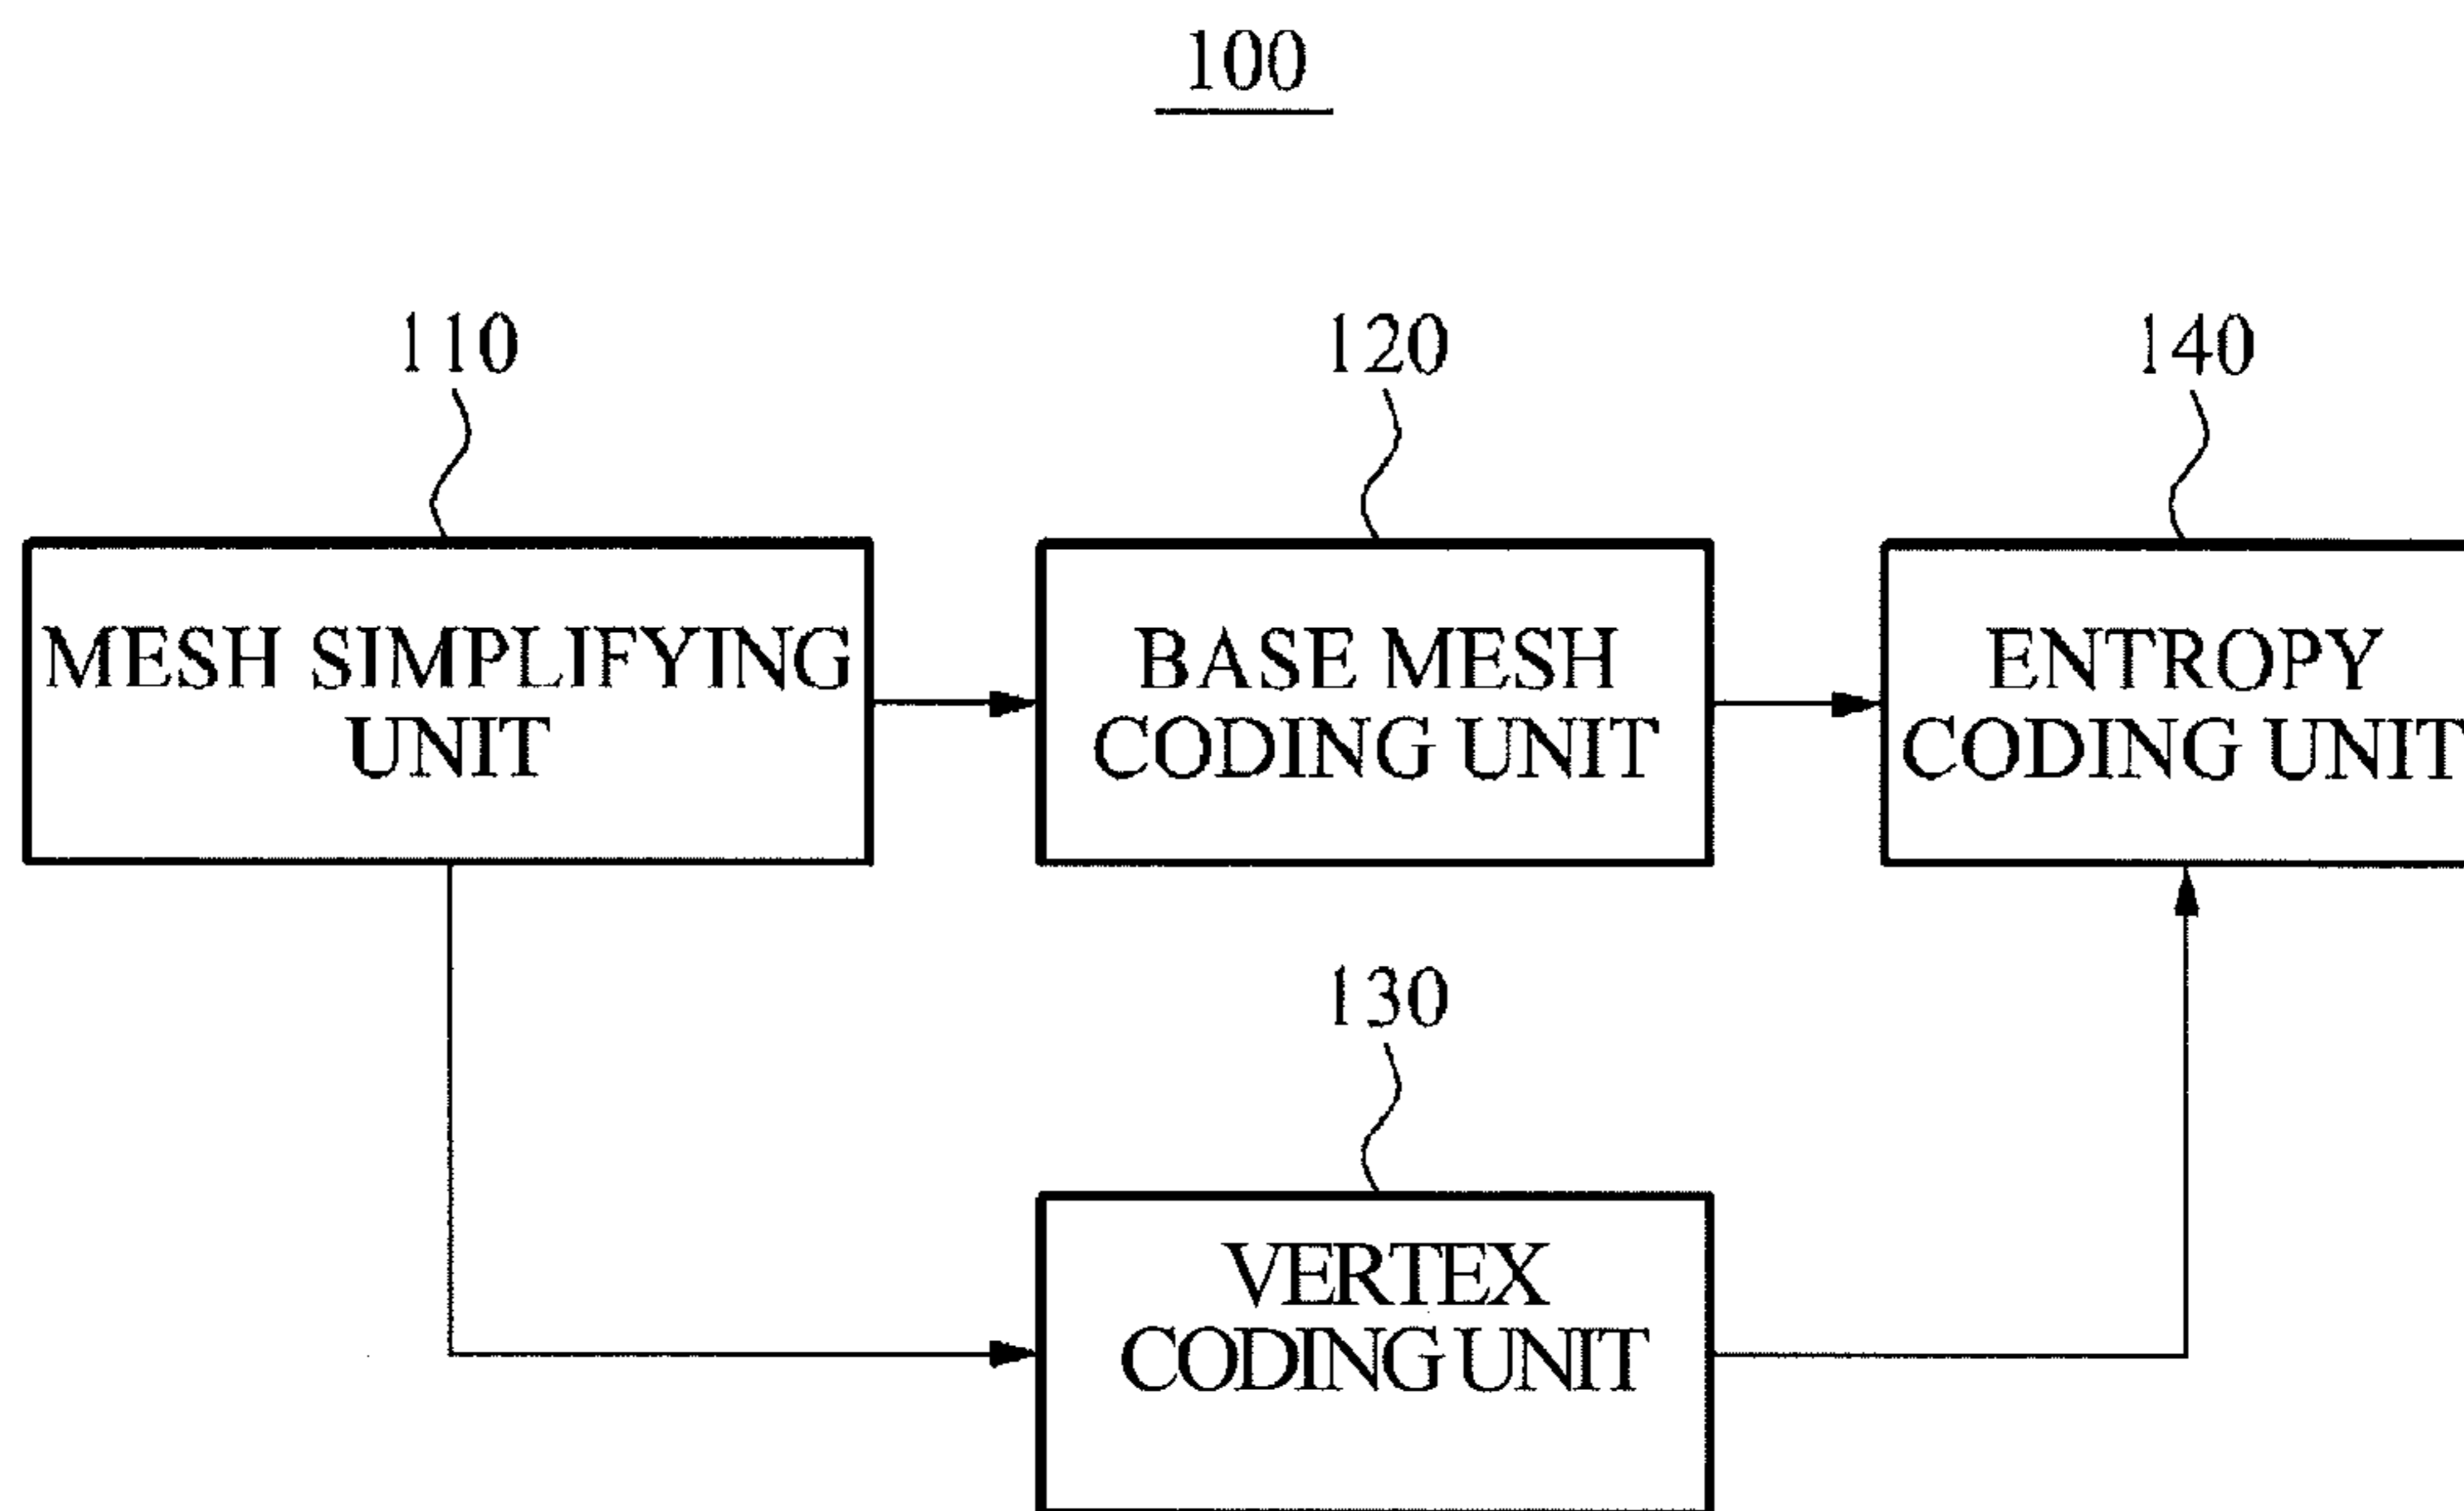 100
110
120
140
MESH SIMPLIFYING
UNIT
BASE MESH
CODING UNIT
ENTROPY
CODING UNIT
130
VERTEX
CODING UNIT